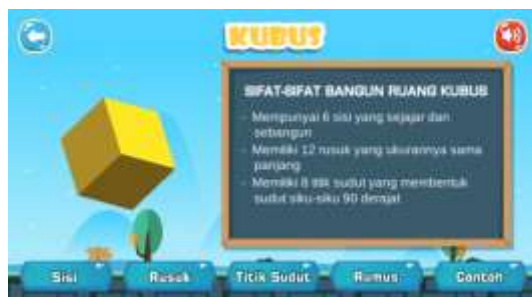 KUBUS
SIFAT-SIFAT BANGUN RUANG KUBUS
- Mempunyai 6 sisi yang sejajar dan
sebangun
- Memiliki 12 rusuk yang ukurannya sama
panjang
- Memiliki 8 titik sudut yang membentuk
sudut siku-siku 90 derajat
Sisi
Rusuk
Titik Sudut
Rumus
Contoh